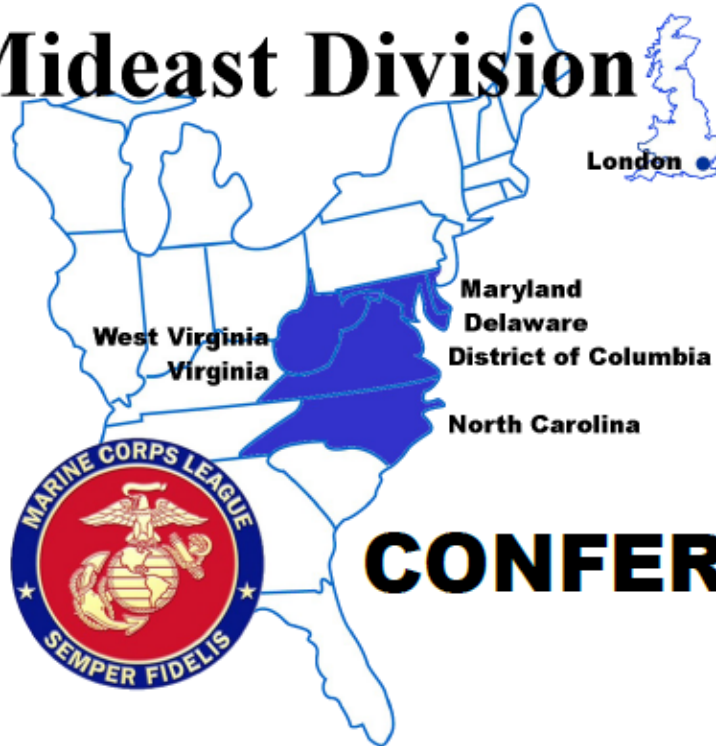 Mideast Division
London
Maryland
Delaware
West Virginia
Virginia
District of Columbia
North Carolina
MARINE CORPS LEAGUE
SEMPER FIDELIS
CONFER